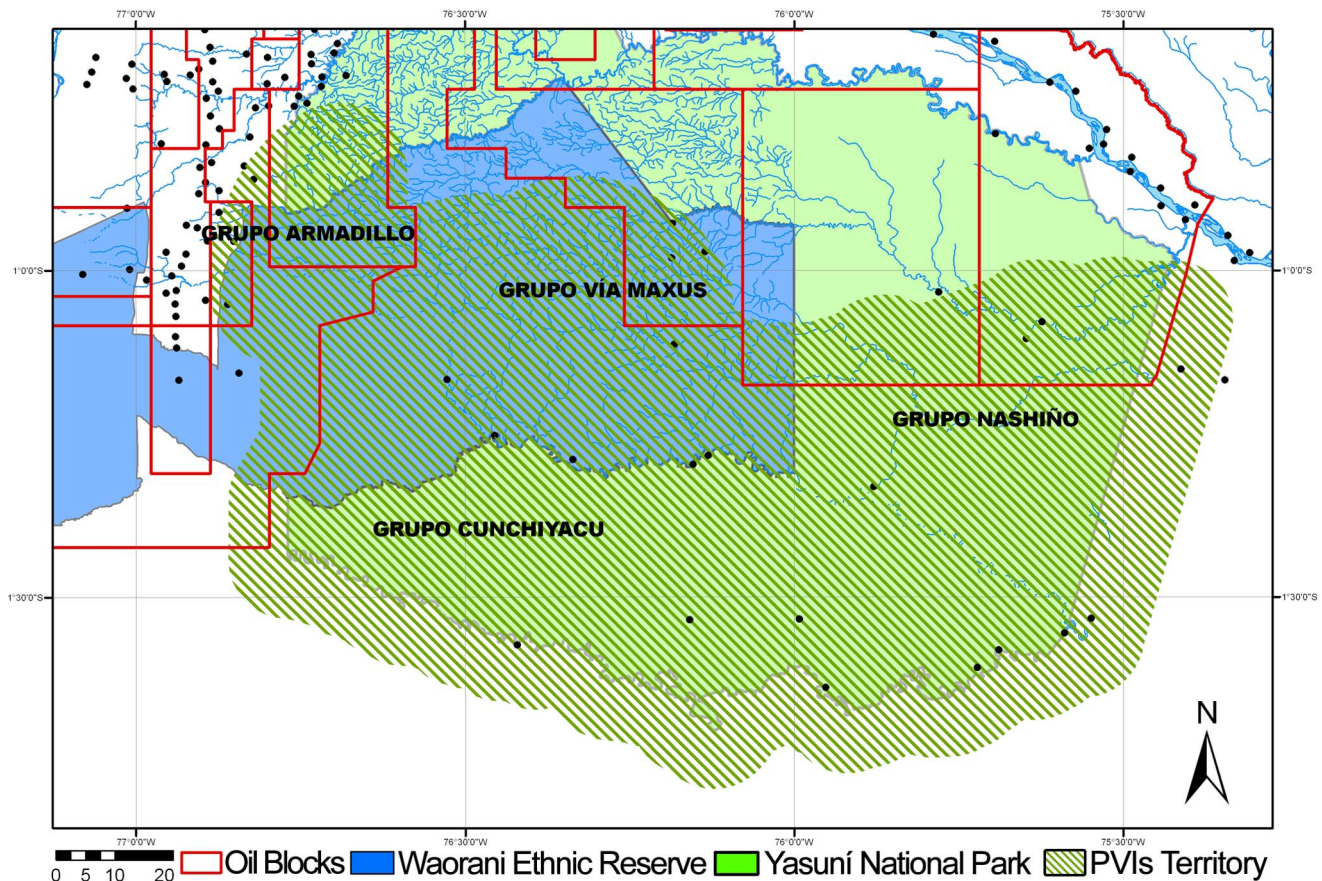 77°0'0"W 76°30'0"W 76°0'0"W 75°30'0"W
GRUPO ARMADILLO
1°0'0"S 1°0'0"S
GRUPO VÍA MAXUS
GRUPO NASHIÑO
GRUPO CUNCHIYACU
1°30'0"S 1°30'0"S
N
77°0'0"W 76°30'0"W 76°0'0"W 75°30'0"W
0 5 10 20 Oil Blocks Waorani Ethnic Reserve Yasuní National Park PVIs Territory